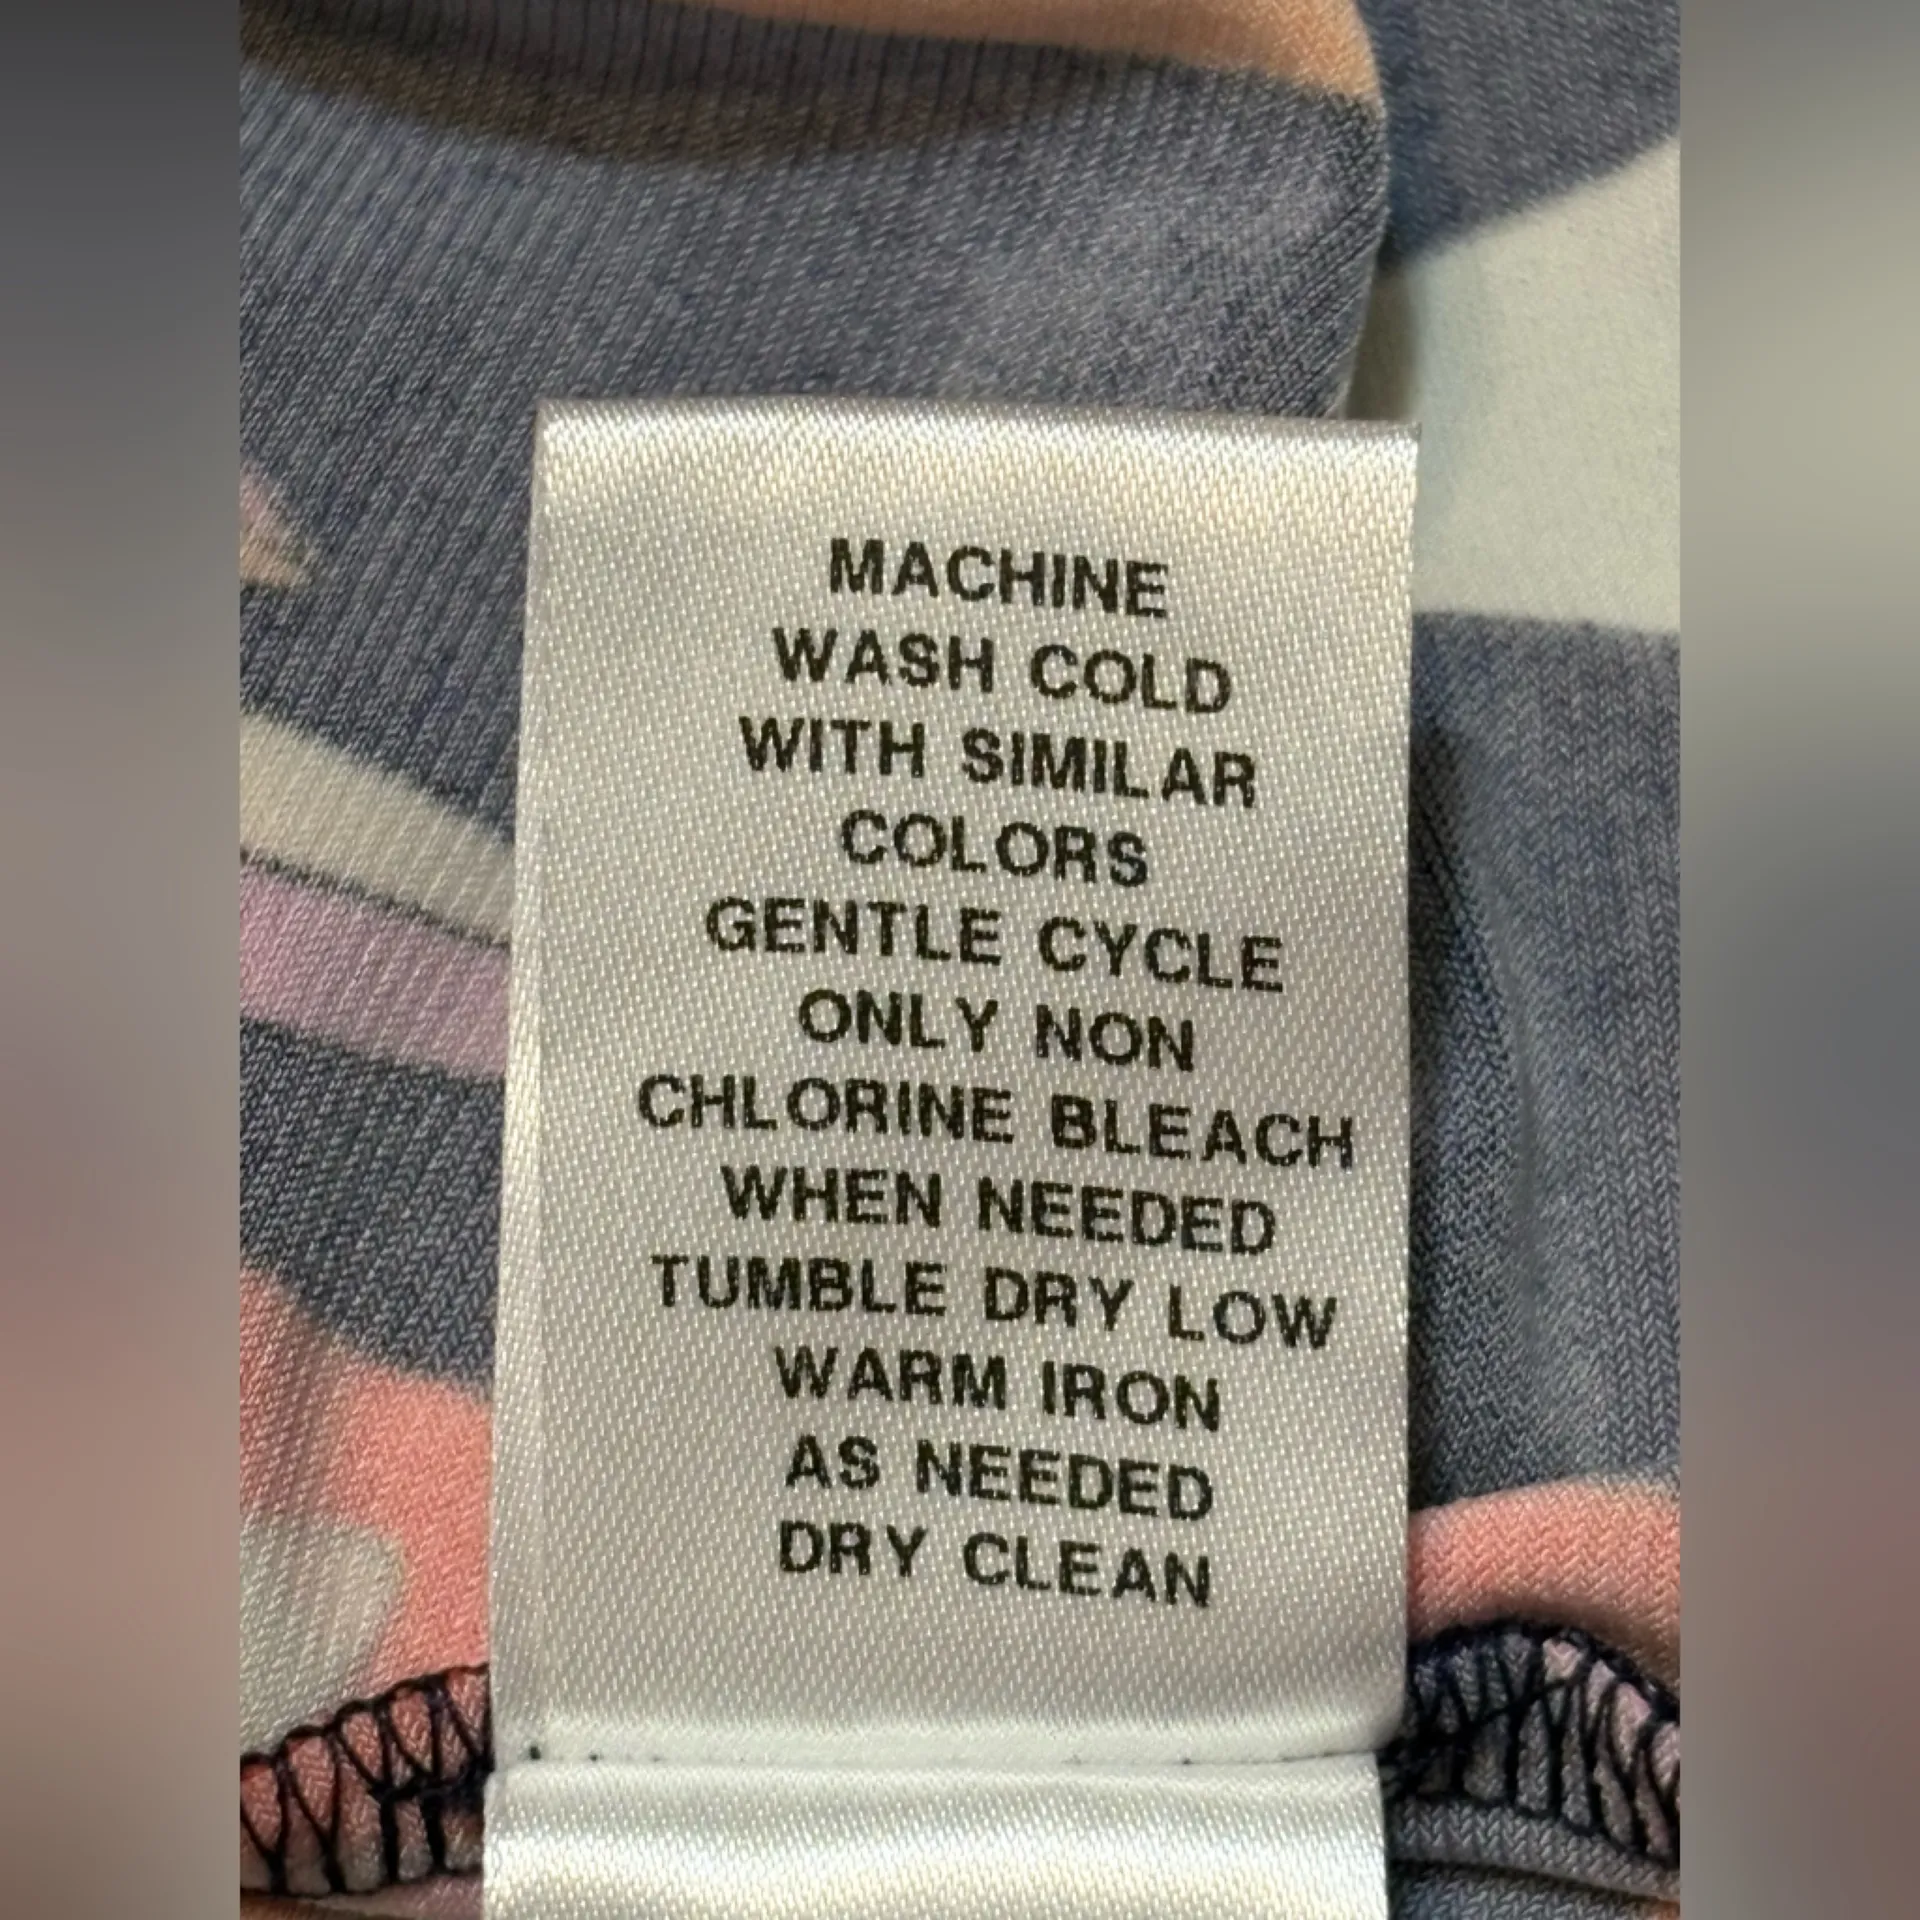 MACHINE
WASH COLD
WITH SIMILAR
COLORS
GENTLE CYCLE
ONLY NON
CHLORINE BLEACH
WHEN NEEDED
TUMBLE DRY LOW
WARM IRON
AS NEEDED
DRY CLEAN